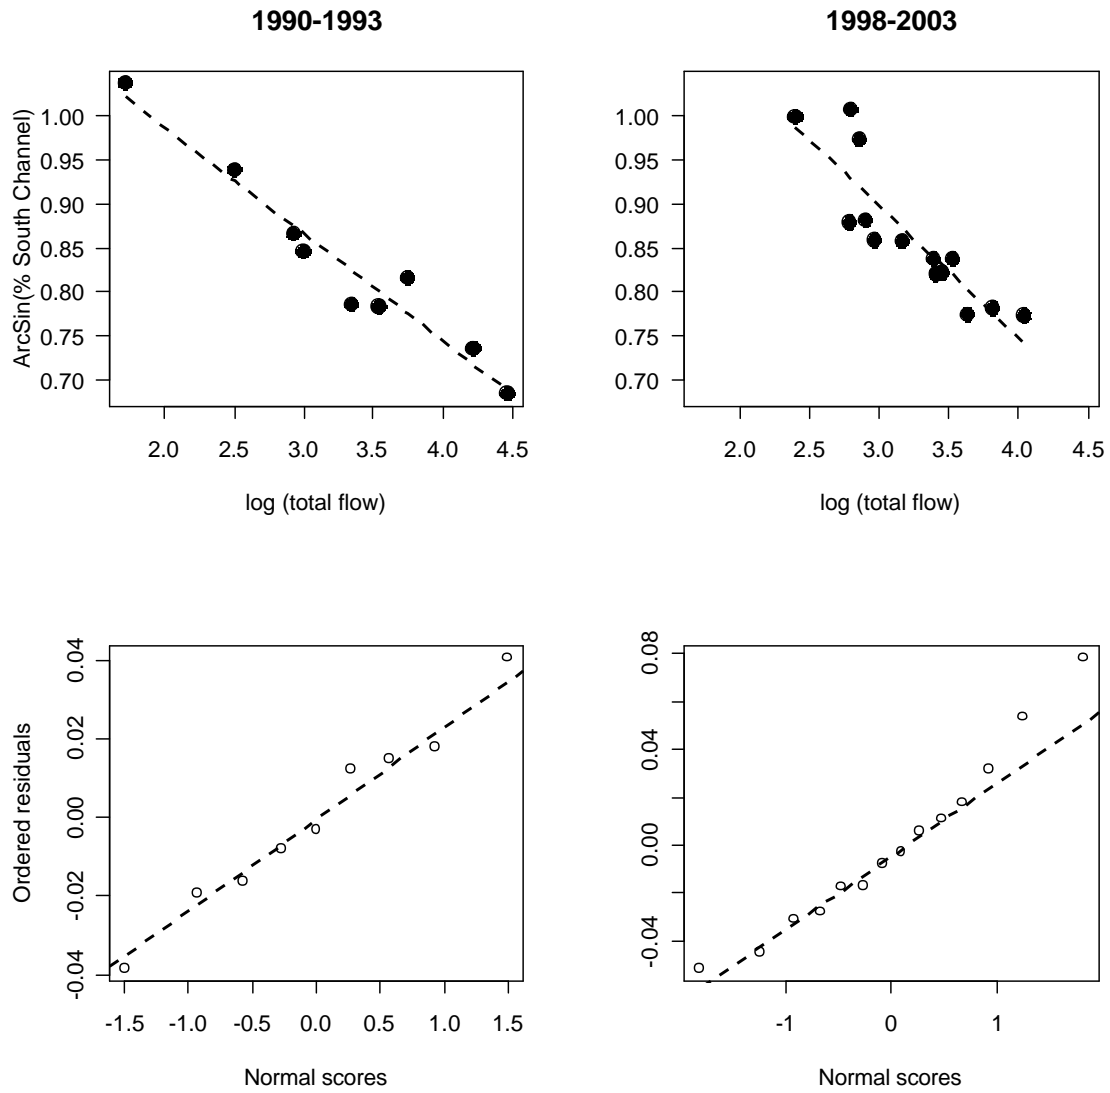 1990-1993
1998-2003
ArcSin(% South Channel)
1.00
0.95
0.90
0.85
0.80
0.75
0.70
2.0 2.5 3.0 3.5 4.0 4.5
log (total flow)
1.00
0.95
0.90
0.85
0.80
0.75
0.70
2.0 2.5 3.0 3.5 4.0 4.5
log (total flow)
Ordered residuals
0.04
0.02
0.00
-0.02
-0.04
-1.5 -1.0 -0.5 0.0 0.5 1.0 1.5
Normal scores
0.08
0.04
0.00
-0.04
-1 0 1
Normal scores